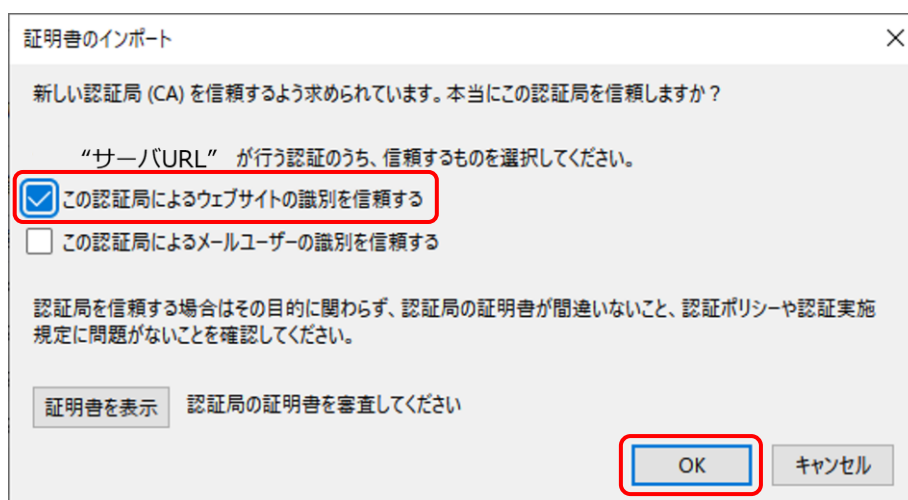 証明書のインポート
新しい認証局 (CA) を信頼するよう求められています。本当にこの認証局を信頼しますか？
“サーバURL” が行う認証のうち、信頼するものを選択してください。
この認証局によるウェブサイトの識別を信頼する
この認証局によるメールユーザーの識別を信頼する
認証局を信頼する場合はその目的に関わらず、認証局の証明書が間違いないこと、認証ポリシーや認証実施
規定に問題がないことを確認してください。
証明書を表示 認証局の証明書を審査してください
OK キャンセル